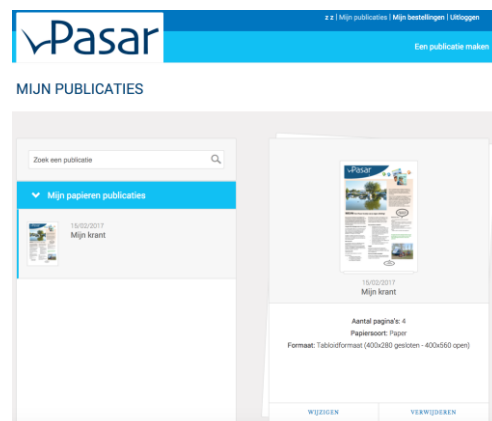 Pasar
z z | Mijn publicaties | Mijn bestellingen | Uitloggen
Een publicatie maken
MIJN PUBLICATIES
Zoek een publicatie
Mijn papieren publicaties
15/02/2017
Mijn krant
Pasar
15/02/2017
Mijn krant
Aantal pagina's: 4
Papiersoort: Paper
Formaat: Tabloidformaat (400x280 gesloten - 400x560 open)
WIJZIGEN
VERWIJDEREN